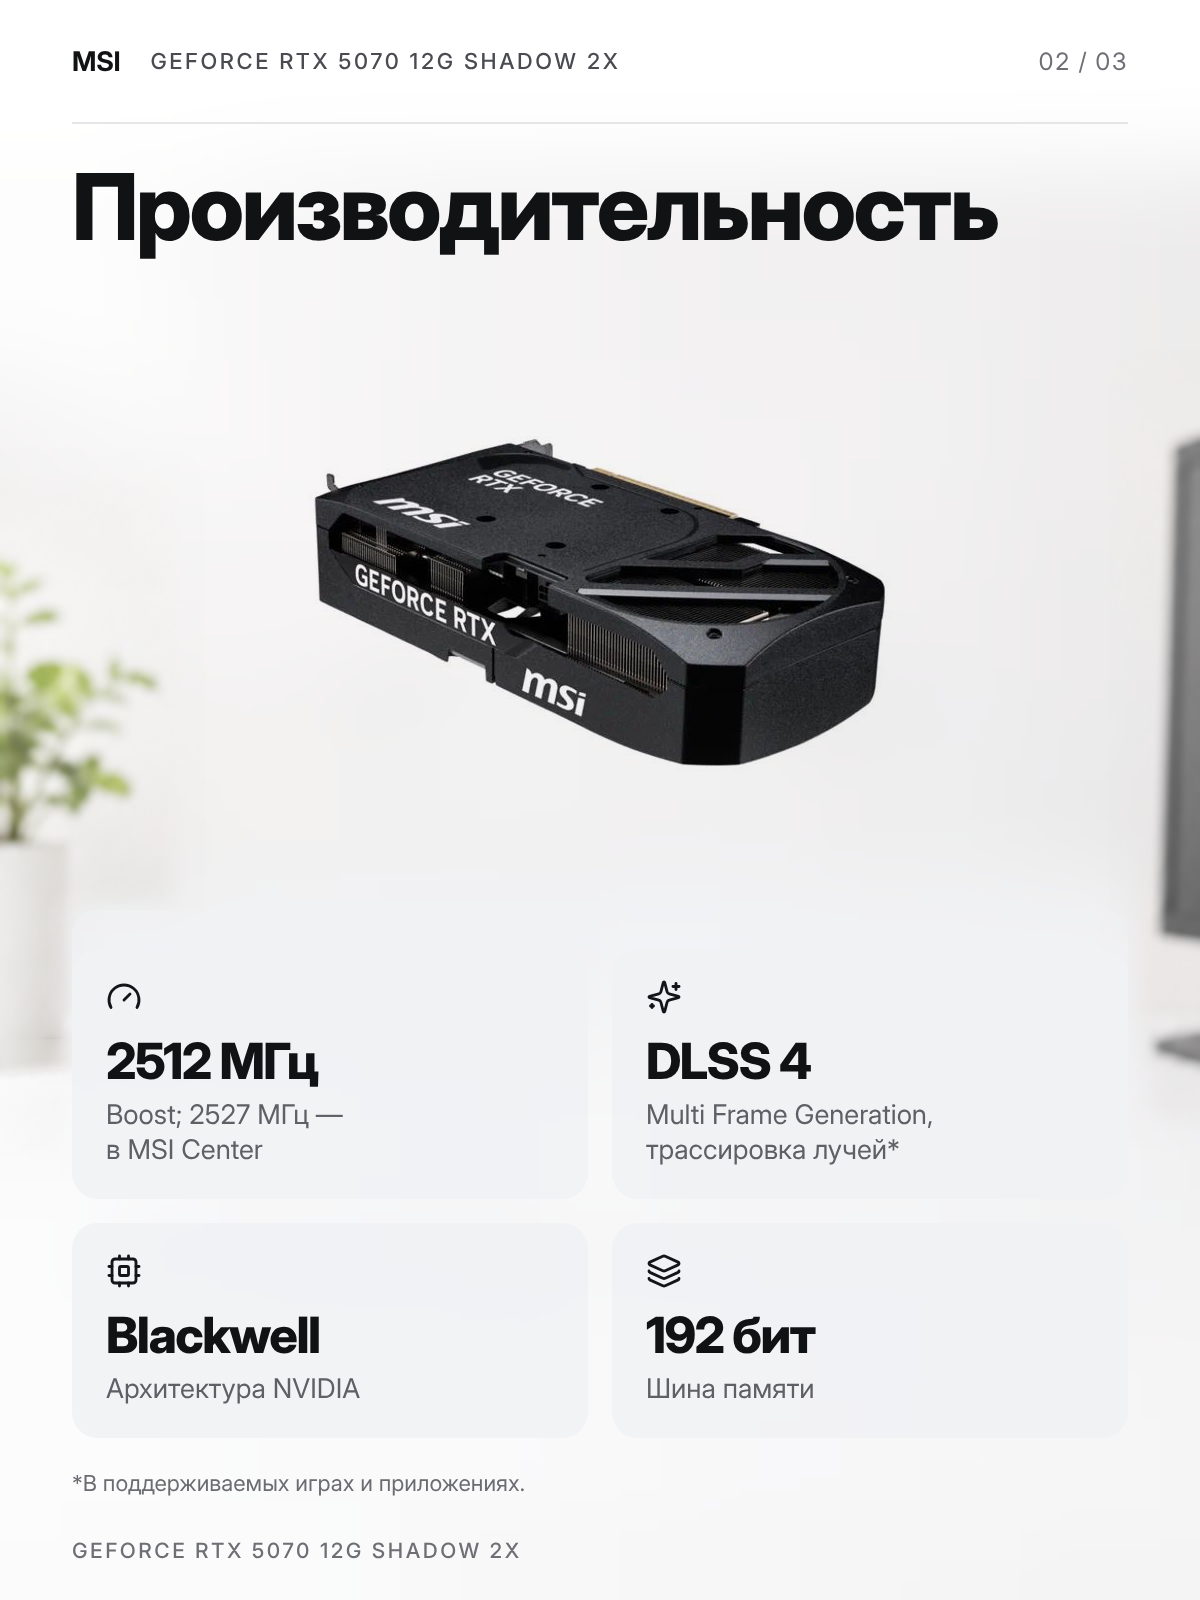 MSI GEFORCE RTX 5070 12G SHADOW 2X 02 / 03
Производительность
GEFORCE
RTX
msi
GEFORCE RTX
msi
2512 МГц
Boost; 2527 МГц —
в MSI Center
DLSS 4
Multi Frame Generation,
трассировка лучей*
Blackwell
Архитектура NVIDIA
192 бит
Шина памяти
*В поддерживаемых играх и приложениях.
GEFORCE RTX 5070 12G SHADOW 2X